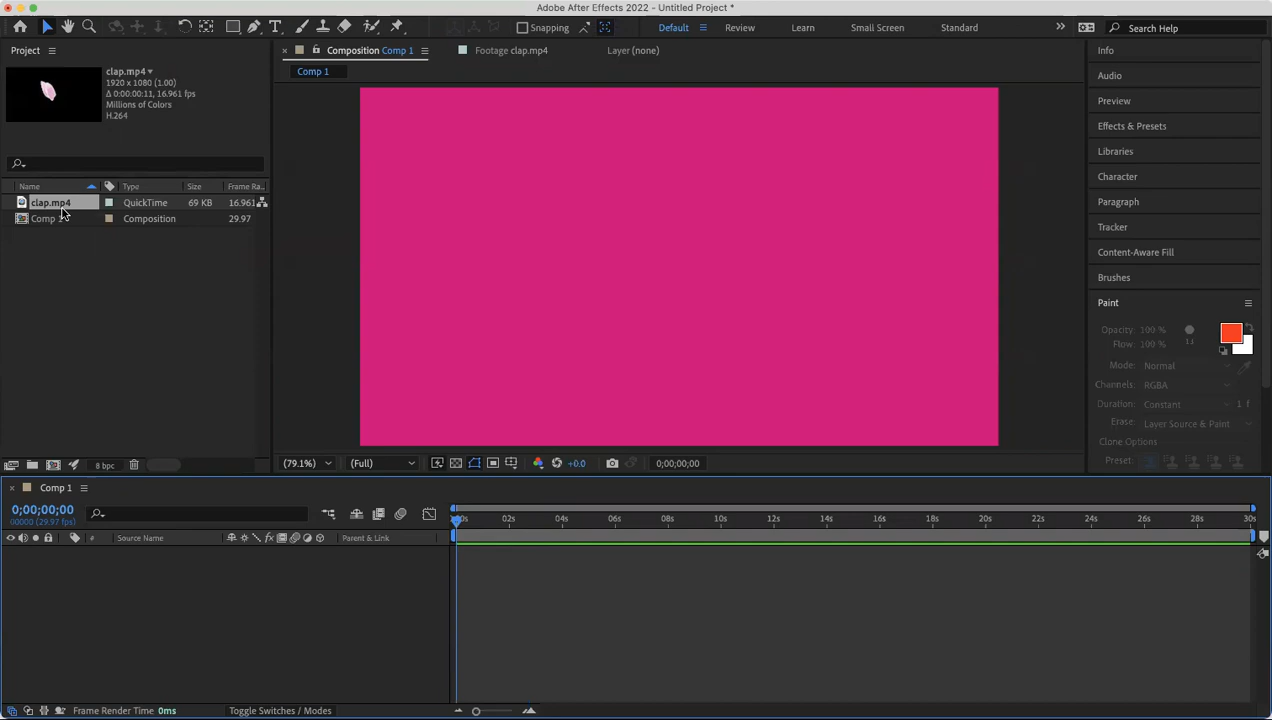 Adobe After Effects 2022 - Untitled Project *
Snapping
Default
Review
Learn
Small Screen
Standard
Search Help
Project
clap.mp4
1920 x 1080 (1.00)
Δ 0:00:00:11, 16.961 fps
Millions of Colors
H.264
Name
Type
Size
Frame Ra...
clap.mp4
QuickTime
69 KB
16.961
Comp 1
Composition
29.97
8 bpc
Composition Comp 1
Footage clap.mp4
Layer (none)
Comp 1
(79.1%)
(Full)
+0.0
0;00;00;00
Info
Audio
Preview
Effects & Presets
Libraries
Character
Paragraph
Tracker
Content-Aware Fill
Brushes
Paint
Opacity: 100 %
Flow: 100 %
Mode: Normal
Channels: RGBA
Duration: Constant 1 f
Erase: Layer Source & Paint
Clone Options
Preset:
Comp 1
0;00;00;00
00000 (29.97 fps)
# Source Name
fx
Parent & Link
02s 04s 06s 08s 10s 12s 14s 16s 18s 20s 22s 24s 26s 28s 30s
Frame Render Time 0ms
Toggle Switches / Modes